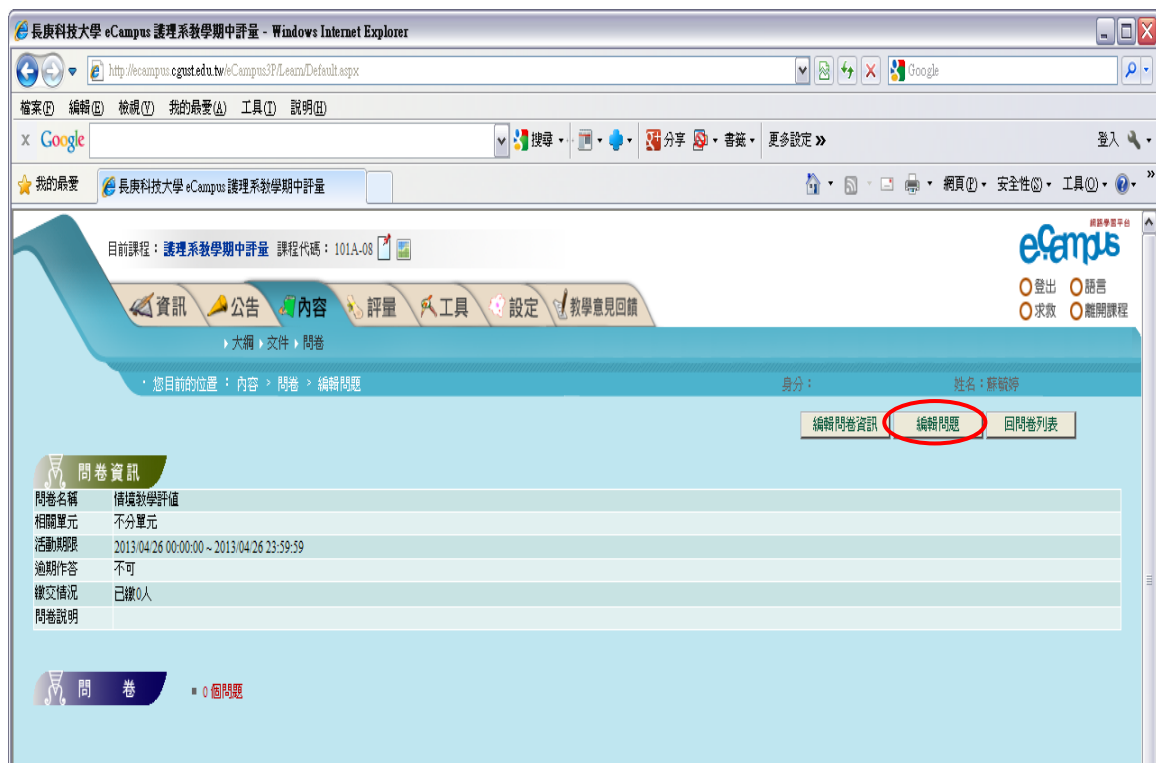 長庚科技大學 eCampus 護理系教學期中評量 - Windows Internet Explorer
http://ecampus.cgust.edu.tw/eCampus3P/Learn/Default.aspx
Google
檔案(F) 編輯(E) 檢視(V) 我的最愛(A) 工具(T) 說明(H)
x Google 搜尋 分享 書籤 更多設定 » 登入
我的最愛 長庚科技大學 eCampus 護理系教學期中評量 網頁(P) 安全性(S) 工具(O) »
網路學習平台
eCampus
目前課程：護理系教學期中評量 課程代碼：101A-08
登出 語言
求救 離開課程
資訊 公告 內容 評量 工具 設定 教學意見回饋
大綱 文件 問卷
您目前的位置： 內容 > 問卷 > 編輯問題 身分： 姓名：蘇毓婷
編輯問卷資訊 編輯問題 回問卷列表
問卷資訊
問卷名稱 情境教學評值
相關單元 不分單元
活動期限 2013/04/26 00:00:00 ~ 2013/04/26 23:59:59
逾期作答 不可
繳交情況 已繳0人
問卷說明
問 卷 0 個問題